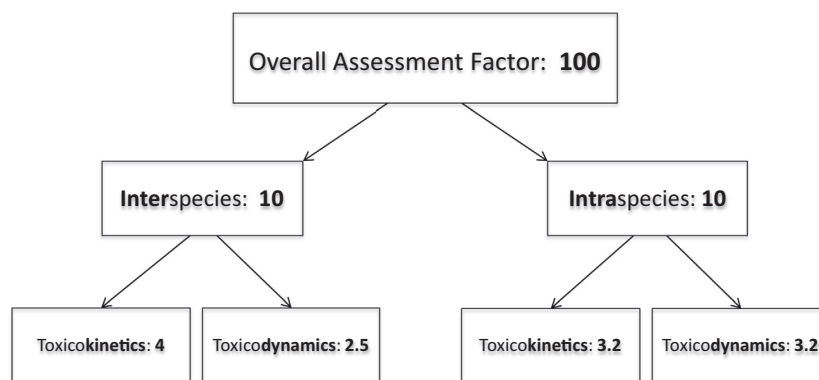 Overall Assessment Factor: 100
Interspecies: 10
Intraspecies: 10
Toxicokinetics: 4
Toxicodynamics: 2.5
Toxicokinetics: 3.2
Toxicodynamics: 3.2